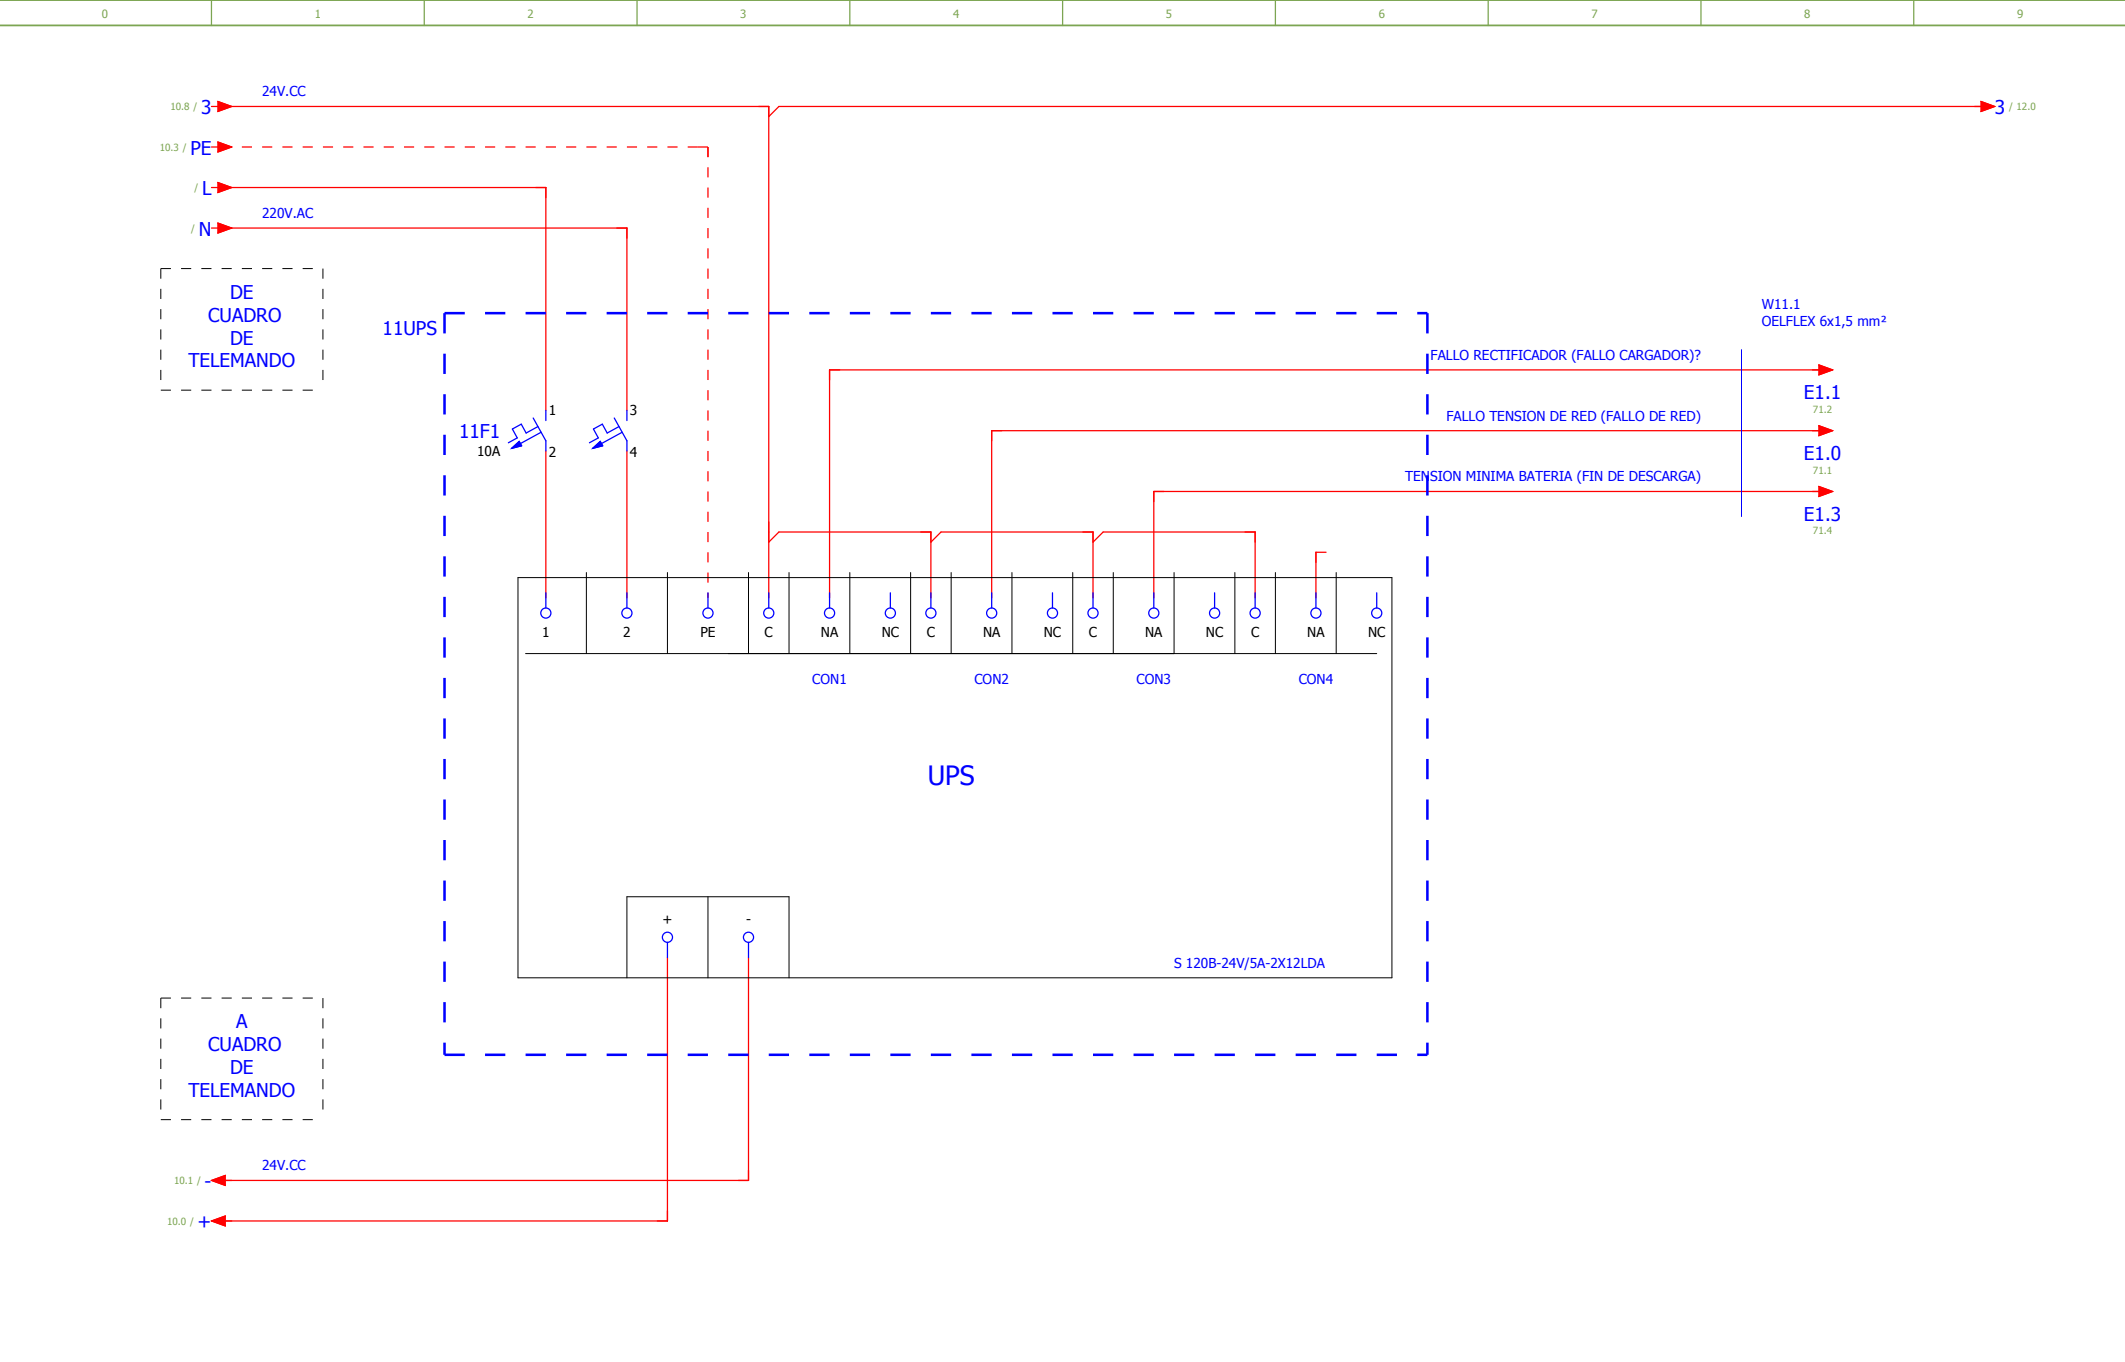 0 1 2 3 4 5 6 7 8 9
24V.CC
10.8 / 3
3 / 12.0
10.3 / PE
/ L
220V.AC
/ N
DE
CUADRO
DE
TELEMANDO
11UPS
W11.1
OELFLEX 6x1,5 mm²
FALLO RECTIFICADOR (FALLO CARGADOR)?
E1.1
71.2
FALLO TENSION DE RED (FALLO DE RED)
E1.0
71.1
TENSION MINIMA BATERIA (FIN DE DESCARGA)
E1.3
71.4
1 3
11F1
10A
2 4
1 2 PE C NA NC C NA NC C NA NC C NA NC
CON1 CON2 CON3 CON4
UPS
+ -
S 120B-24V/5A-2X12LDA
A
CUADRO
DE
TELEMANDO
24V.CC
10.1 / -
10.0 / +